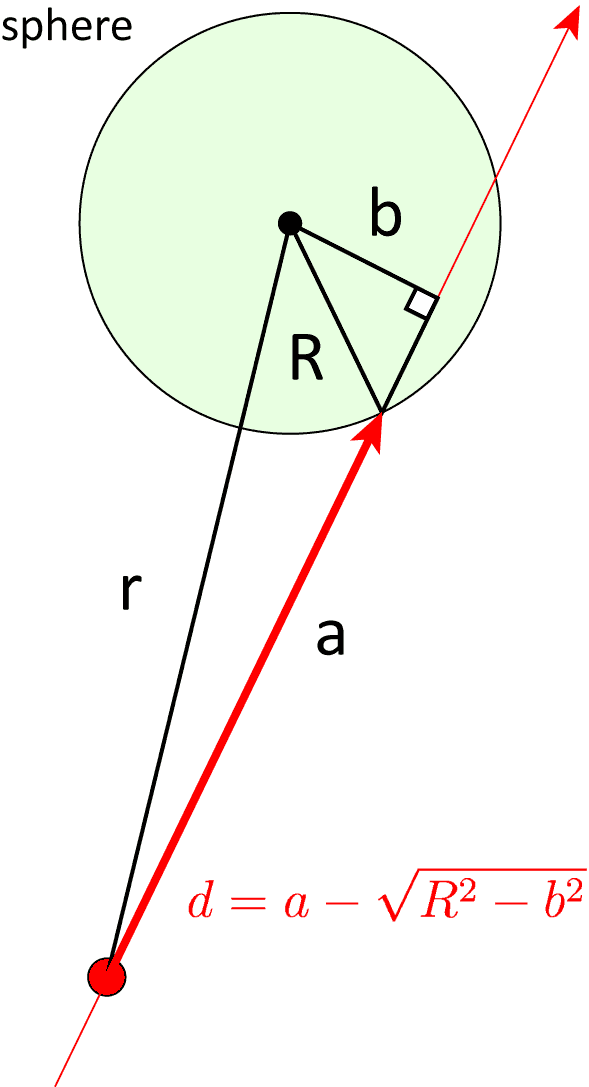 sphere
b
R
r
a
d = a − √(R² − b²)